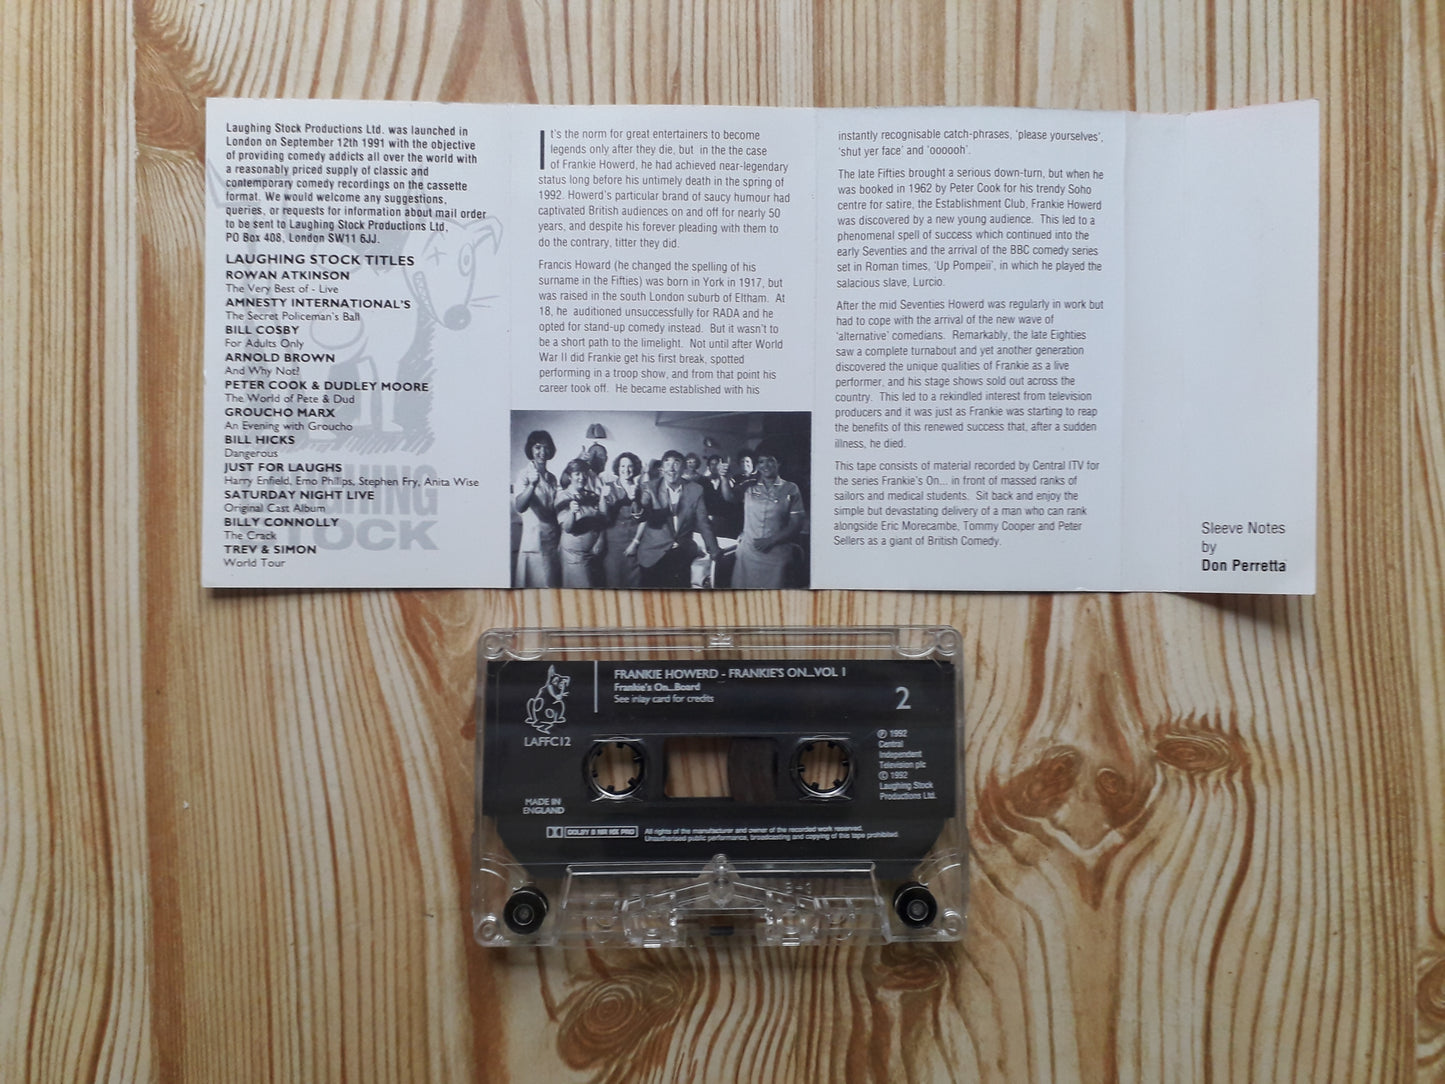 Laughing Stock Productions Ltd. was launched in
London on September 12th 1991 with the objective
of providing comedy addicts all over the world with
a reasonably priced supply of classic and
contemporary comedy recordings on the cassette
format. We would welcome any suggestions,
queries, or requests for information about mail order
to be sent to Laughing Stock Productions Ltd,
PO Box 408, London SW11 6JJ.
LAUGHING STOCK TITLES
ROWAN ATKINSON
The Very Best of - Live
AMNESTY INTERNATIONAL'S
The Secret Policeman's Ball
BILL COSBY
For Adults Only
ARNOLD BROWN
And Why Not?
PETER COOK & DUDLEY MOORE
The World of Pete & Dud
GROUCHO MARX
An Evening with Groucho
BILL HICKS
Dangerous
JUST FOR LAUGHS
Harry Enfield, Emo Philips, Stephen Fry, Anita Wise
SATURDAY NIGHT LIVE
Original Cast Album
BILLY CONNOLLY
The Crack
TREV & SIMON
World Tour
LAUGHING
STOCK
It's the norm for great entertainers to become
legends only after they die, but in the the case
of Frankie Howerd, he had achieved near-legendary
status long before his untimely death in the spring of
1992. Howerd's particular brand of saucy humour had
captivated British audiences on and off for nearly 50
years, and despite his forever pleading with them to
do the contrary, titter they did.
Francis Howard (he changed the spelling of his
surname in the Fifties) was born in York in 1917, but
was raised in the south London suburb of Eltham. At
18, he auditioned unsuccessfully for RADA and he
opted for stand-up comedy instead. But it wasn't to
be a short path to the limelight. Not until after World
War II did Frankie get his first break, spotted
performing in a troop show, and from that point his
career took off. He became established with his
instantly recognisable catch-phrases, 'please yourselves',
'shut yer face' and 'oooooh'.
The late Fifties brought a serious down-turn, but when he
was booked in 1962 by Peter Cook for his trendy Soho
centre for satire, the Establishment Club, Frankie Howerd
was discovered by a new young audience. This led to a
phenomenal spell of success which continued into the
early Seventies and the arrival of the BBC comedy series
set in Roman times, 'Up Pompeii', in which he played the
salacious slave, Lurcio.
After the mid Seventies Howerd was regularly in work but
had to cope with the arrival of the new wave of
'alternative' comedians. Remarkably, the late Eighties
saw a complete turnabout and yet another generation
discovered the unique qualities of Frankie as a live
performer, and his stage shows sold out across the
country. This led to a rekindled interest from television
producers and it was just as Frankie was starting to reap
the benefits of this renewed success that, after a sudden
illness, he died.
This tape consists of material recorded by Central ITV for
the series Frankie's On... in front of massed ranks of
sailors and medical students. Sit back and enjoy the
simple but devastating delivery of a man who can rank
alongside Eric Morecambe, Tommy Cooper and Peter
Sellers as a giant of British Comedy.
Sleeve Notes
by
Don Perretta
FRANKIE HOWERD - FRANKIE'S ON...VOL 1
Frankie's On...Board
See inlay card for credits
2
LAFFC12
MADE IN
ENGLAND
℗ 1992
Central
Independent
Television plc
© 1992
Laughing Stock
Productions Ltd.
DOLBY B NR HX PRO
All rights of the manufacturer and owner of the recorded work reserved.
Unauthorised public performance, broadcasting and copying of this tape prohibited.